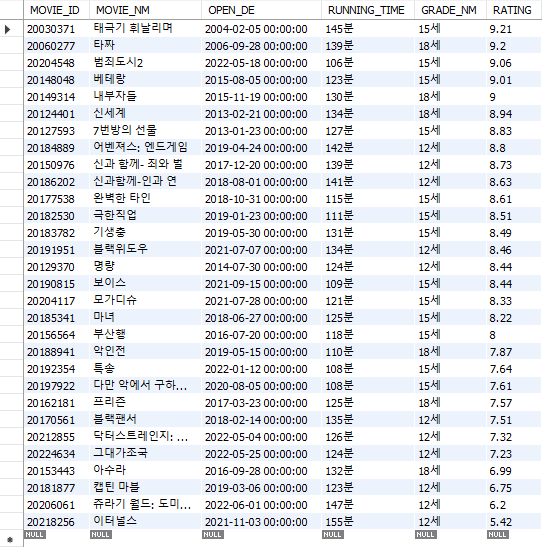 MOVIE_ID MOVIE_NM OPEN_DE RUNNING_TIME GRADE_NM RATING
20030371 태극기 휘날리며 2004-02-05 00:00:00 145분 15세 9.21
20060277 타짜 2006-09-28 00:00:00 139분 18세 9.2
20204548 범죄도시2 2022-05-18 00:00:00 106분 15세 9.06
20148048 베테랑 2015-08-05 00:00:00 123분 15세 9.01
20149314 내부자들 2015-11-19 00:00:00 130분 18세 9
20124401 신세계 2013-02-21 00:00:00 134분 18세 8.94
20127593 7번방의 선물 2013-01-23 00:00:00 127분 15세 8.83
20184889 어벤져스: 엔드게임 2019-04-24 00:00:00 142분 12세 8.8
20150976 신과 함께- 죄와 벌 2017-12-20 00:00:00 139분 12세 8.73
20186202 신과함께-인과 연 2018-08-01 00:00:00 141분 12세 8.63
20177538 완벽한 타인 2018-10-31 00:00:00 115분 15세 8.61
20182530 극한직업 2019-01-23 00:00:00 111분 15세 8.51
20183782 기생충 2019-05-30 00:00:00 131분 15세 8.49
20191951 블랙위도우 2021-07-07 00:00:00 134분 12세 8.46
20129370 명량 2014-07-30 00:00:00 124분 12세 8.44
20190815 보이스 2021-09-15 00:00:00 109분 15세 8.44
20204117 모가디슈 2021-07-28 00:00:00 121분 15세 8.33
20185341 마녀 2018-06-27 00:00:00 125분 15세 8.22
20156564 부산행 2016-07-20 00:00:00 118분 15세 8
20188941 악인전 2019-05-15 00:00:00 110분 18세 7.87
20192354 특송 2022-01-12 00:00:00 108분 15세 7.64
20197922 다만 악에서 구하... 2020-08-05 00:00:00 108분 15세 7.61
20162181 프리즌 2017-03-23 00:00:00 125분 18세 7.57
20170561 블랙팬서 2018-02-14 00:00:00 135분 12세 7.51
20212855 닥터스트레인지: ... 2022-05-04 00:00:00 126분 12세 7.32
20224634 그대가조국 2022-05-25 00:00:00 124분 12세 7.23
20153443 아수라 2016-09-28 00:00:00 132분 18세 6.99
20181877 캡틴 마블 2019-03-06 00:00:00 123분 12세 6.75
20206061 쥬라기 월드: 도미... 2022-06-01 00:00:00 147분 12세 6.2
20218256 이터널스 2021-11-03 00:00:00 155분 12세 5.42
NULL NULL NULL NULL NULL NULL